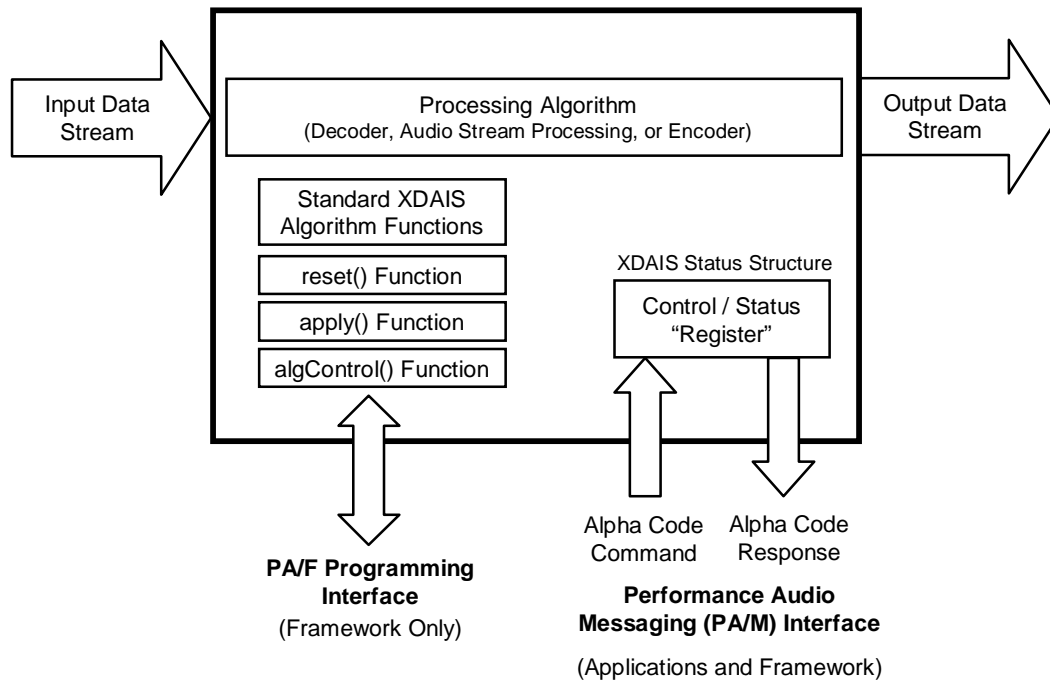 Input Data
Stream
Processing Algorithm
(Decoder, Audio Stream Processing, or Encoder)
Output Data
Stream
Standard XDAIS
Algorithm Functions
reset() Function
apply() Function
algControl() Function
XDAIS Status Structure
Control / Status
“Register”
PA/F Programming
Interface
(Framework Only)
Alpha Code
Command
Alpha Code
Response
Performance Audio
Messaging (PA/M) Interface
(Applications and Framework)